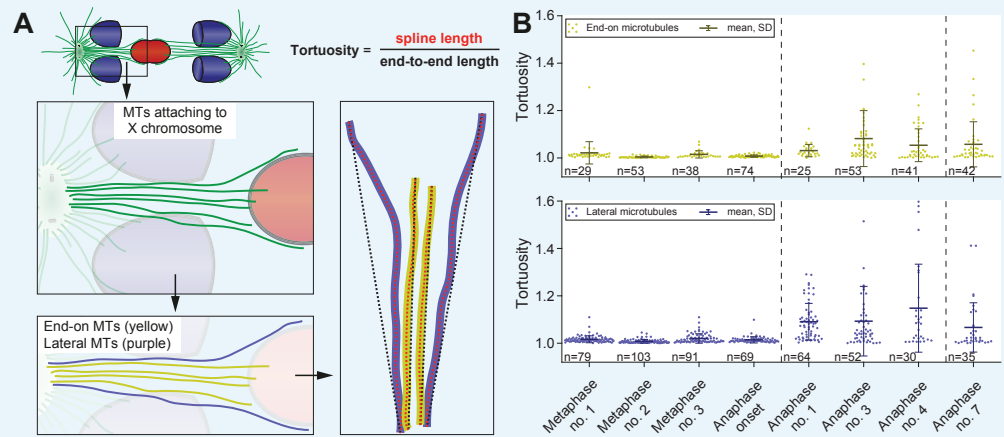 A
Tortuosity = spline length / end-to-end length
MTs attaching to
X chromosome
End-on MTs (yellow)
Lateral MTs (purple)
B
Tortuosity
1.6
1.4
1.2
1.0
End-on microtubules
mean, SD
n=29 n=53 n=38 n=74 n=25 n=53 n=41 n=42
Tortuosity
1.6
1.4
1.2
1.0
Lateral microtubules
mean, SD
n=79 n=103 n=91 n=69 n=64 n=52 n=30 n=35
Metaphase
no. 1
Metaphase
no. 2
Metaphase
no. 3
Anaphase
onset
Anaphase
no. 1
Anaphase
no. 3
Anaphase
no. 4
Anaphase
no. 7